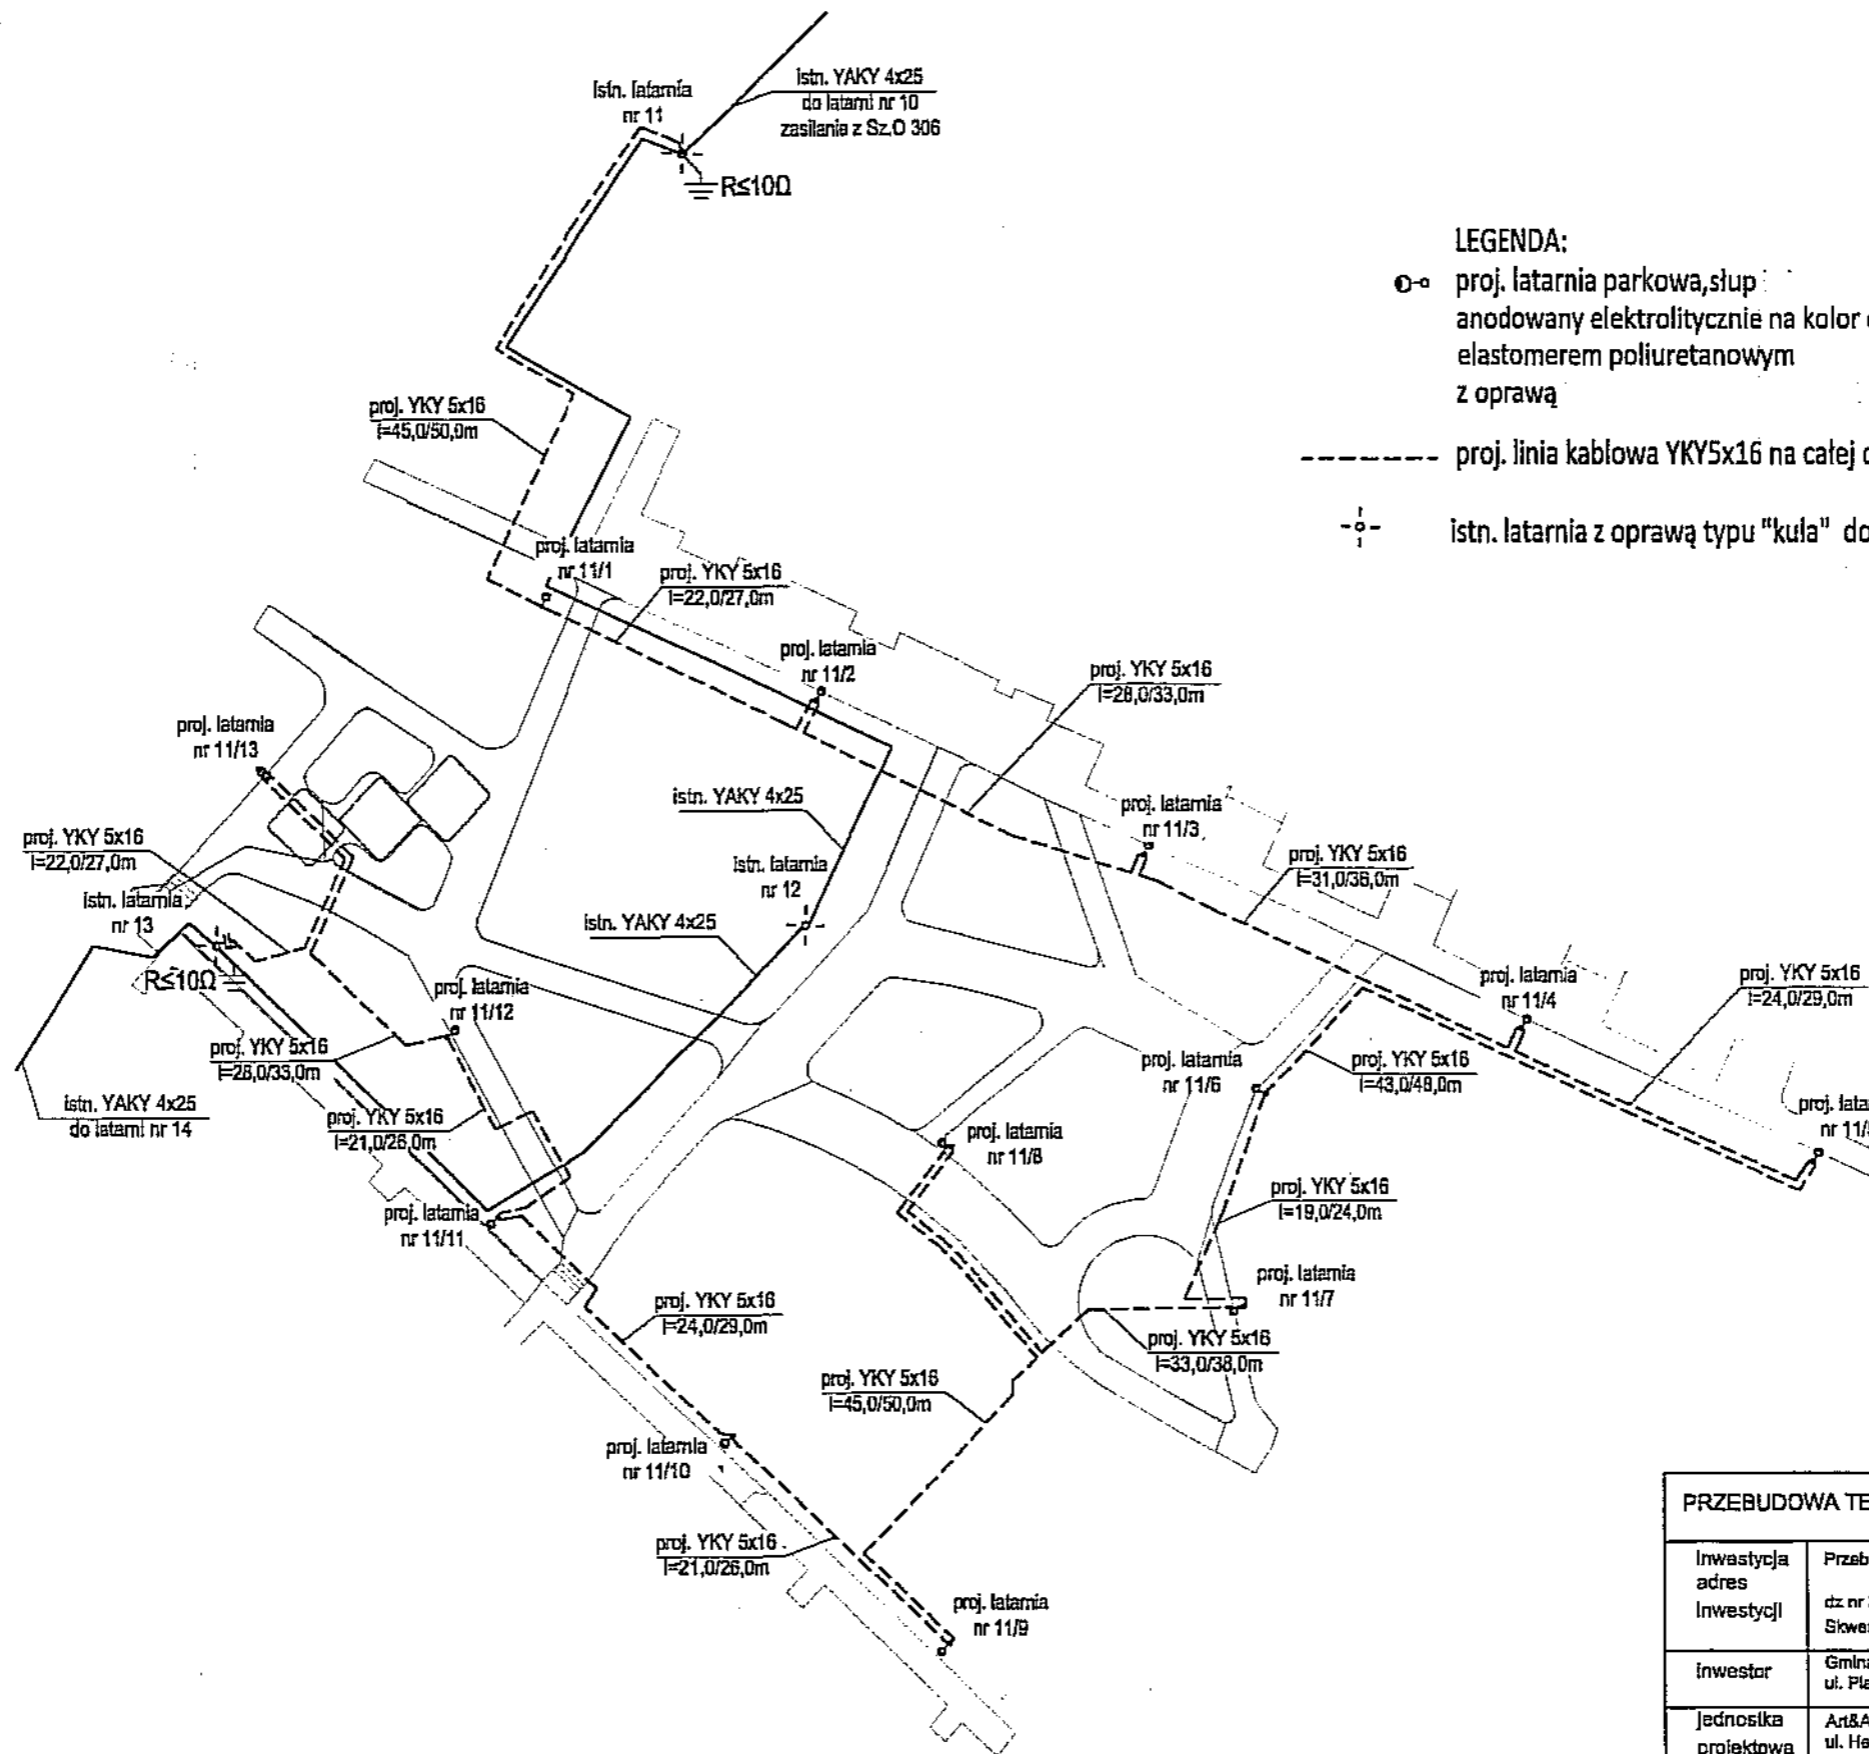 istn. YAKY 4x25
do latarni nr 10
zasilanie z Sz.O 306
istn. latarnia
nr 11
R≤10Ω
LEGENDA:
proj. latarnia parkowa,słup
anodowany elektrolitycznie na kolor
elastomerem poliuretanowym
z oprawą
proj. linia kablowa YKY5x16 na całej
istn. latarnia z oprawą typu "kula" do
proj. YKY 5x16
l=45,0/50,0m
proj. latarnia
nr 11/1
proj. YKY 5x16
l=22,0/27,0m
proj. latarnia
nr 11/2
proj. YKY 5x16
l=28,0/33,0m
proj. latarnia
nr 11/13
istn. YAKY 4x25
proj. latarnia
nr 11/3
proj. YKY 5x16
l=22,0/27,0m
proj. YKY 5x16
l=31,0/36,0m
istn. latarnia
nr 12
istn. latarnia
nr 13
istn. YAKY 4x25
R≤10Ω
proj. latarnia
nr 11/12
proj. latarnia
nr 11/4
proj. YKY 5x16
l=24,0/29,0m
proj. YKY 5x16
l=28,0/33,0m
proj. latarnia
nr 11/6
proj. YKY 5x16
l=43,0/48,0m
istn. YAKY 4x25
do latarni nr 14
proj. YKY 5x16
l=21,0/26,0m
proj. latarnia
nr 11/8
nr 11/5
proj. YKY 5x16
l=19,0/24,0m
proj. latarnia
nr 11/11
proj. latarnia
nr 11/7
proj. YKY 5x16
l=24,0/29,0m
proj. YKY 5x16
l=33,0/38,0m
proj. YKY 5x16
l=45,0/50,0m
proj. latarnia
nr 11/10
proj. YKY 5x16
l=21,0/26,0m
proj. latarnia
nr 11/9
PRZEBUDOWA
Inwestycja
adres
Inwestycji
dz nr
inwestor
Gmina
ul.
jednostka
projektowa
ul.